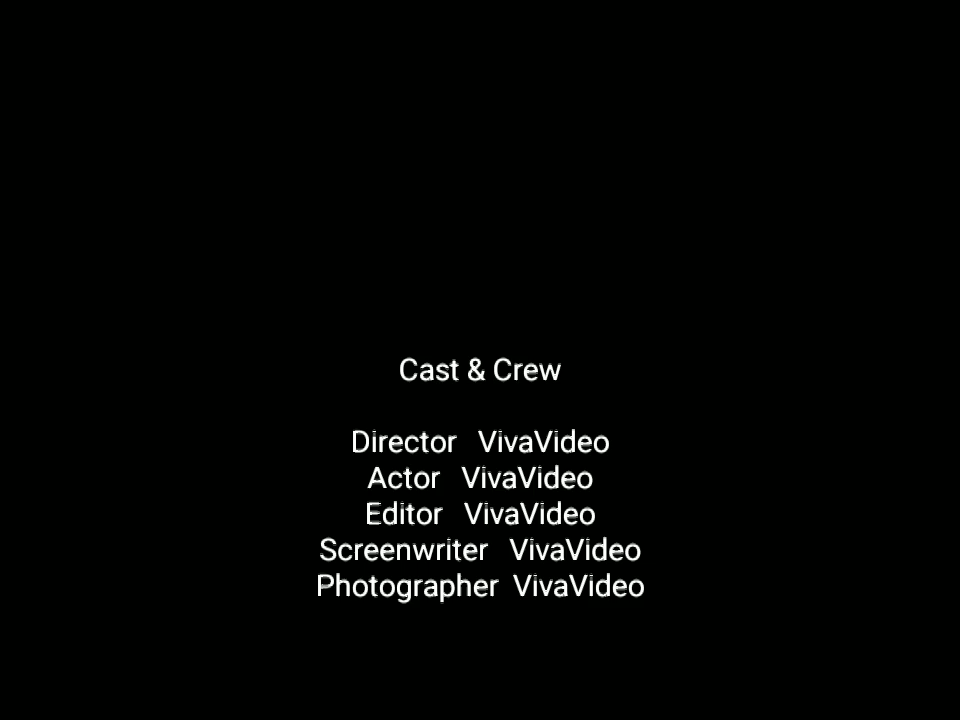 Cast & Crew
Director VivaVideo
Actor VivaVideo
Editor VivaVideo
Screenwriter VivaVideo
Photographer VivaVideo